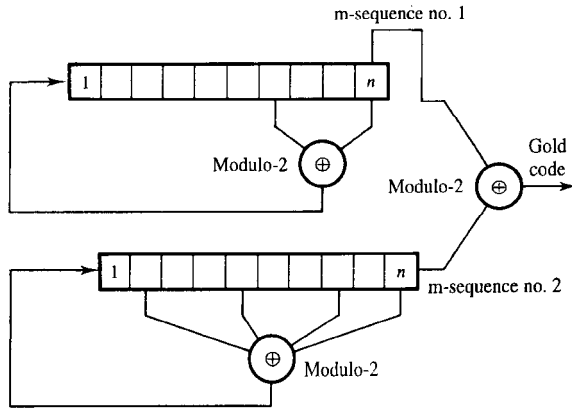 m-sequence no. 1
1
n
Modulo-2
⊕
Gold
code
Modulo-2
⊕
1
n
m-sequence no. 2
⊕
Modulo-2